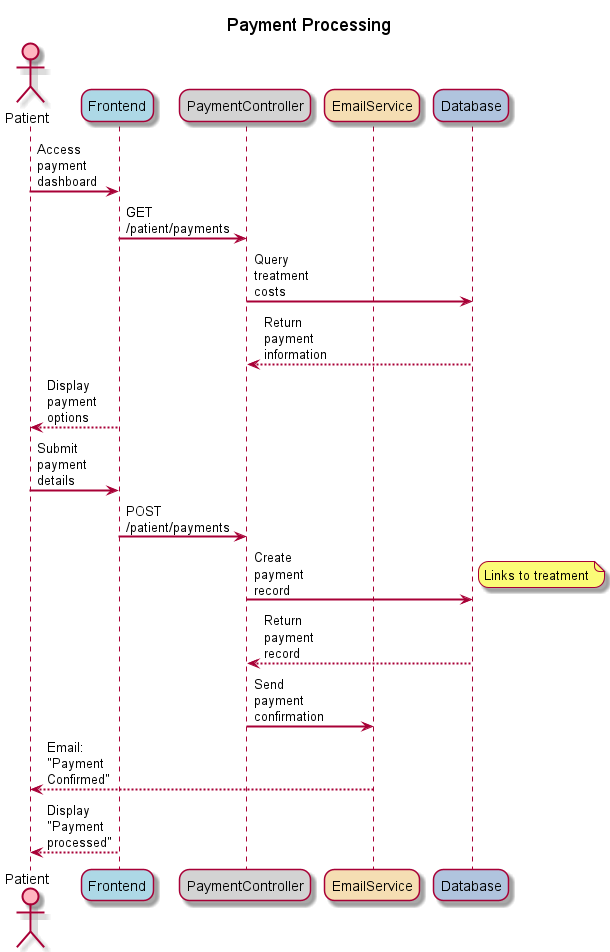 Payment Processing
Patient
Frontend
PaymentController
EmailService
Database
Access
payment
dashboard
GET
/patient/payments
Query
treatment
costs
Return
payment
information
Display
payment
options
Submit
payment
details
POST
/patient/payments
Create
payment
record
Links to treatment
Return
payment
record
Send
payment
confirmation
Email:
"Payment
Confirmed"
Display
"Payment
processed"
Patient
Frontend
PaymentController
EmailService
Database